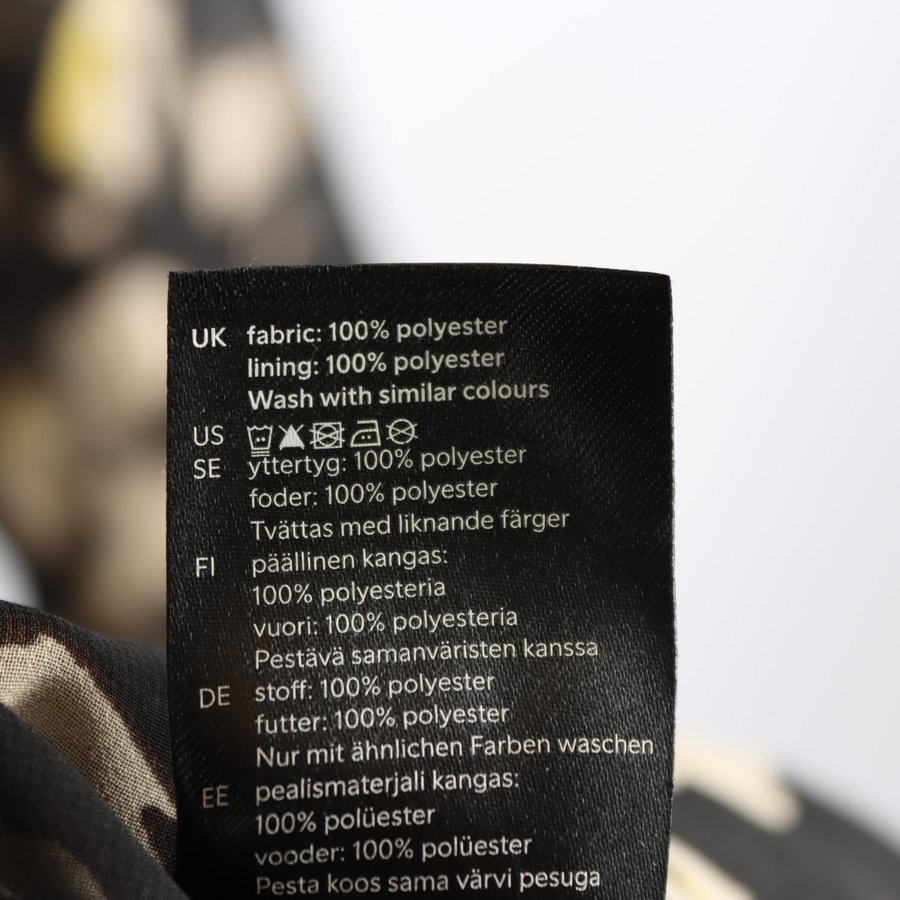 UK fabric: 100% polyester
lining: 100% polyester
Wash with similar colours
US
SE yttertyg: 100% polyester
foder: 100% polyester
Tvättas med liknande färger
FI päällinen kangas:
100% polyesteria
vuori: 100% polyesteria
Pestävä samanväristen kanssa
DE stoff: 100% polyester
futter: 100% polyester
Nur mit ähnlichen Farben waschen
EE pealismaterjali kangas:
100% polüester
vooder: 100% polüester
Pesta koos sama värvi pesuga